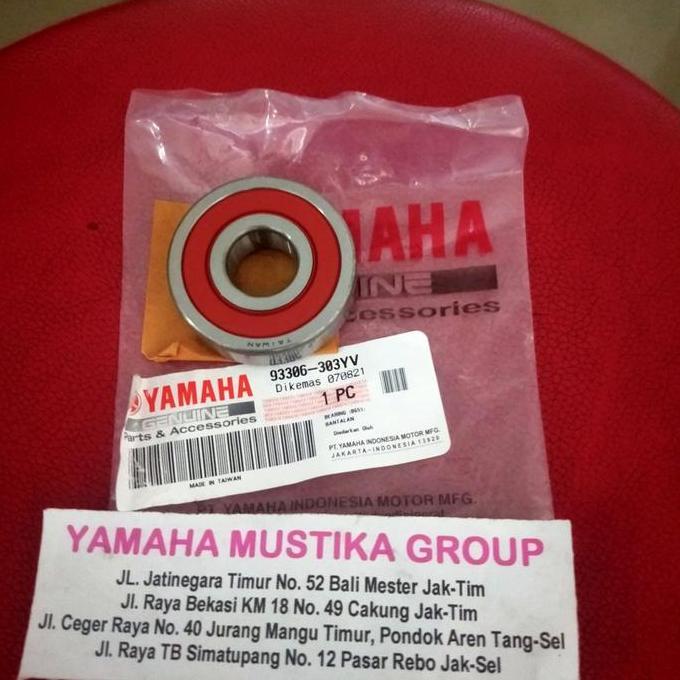 YAMAHA
GENUINE
Accessories
TAIWAN
93306-303YV
Dikemas 070821
1 PC
YAMAHA
GENUINE
Parts & Accessories
BANTALAN
Diedarkan Oleh
PT.YAMAHA INDONESIA MOTOR MFG.
JAKARTA-INDONESIA 13920
MADE IN TAIWAN
PT. YAMAHA INDONESIA MOTOR MFG.
YAMAHA MUSTIKA GROUP
JL. Jatinegara Timur No. 52 Bali Mester Jak-Tim
Jl. Raya Bekasi KM 18 No. 49 Cakung Jak-Tim
Jl. Ceger Raya No. 40 Jurang Mangu Timur, Pondok Aren Tang-Sel
Jl. Raya TB Simatupang No. 12 Pasar Rebo Jak-Sel